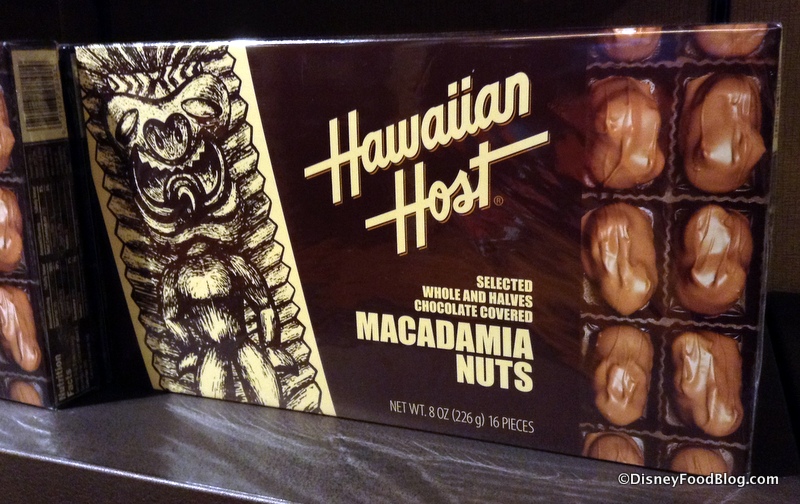 Hawaiian
Host®
SELECTED
WHOLE AND HALVES
CHOCOLATE COVERED
MACADAMIA
NUTS
NET WT. 8 OZ (226 g) 16 PIECES
©DisneyFoodBlog.com